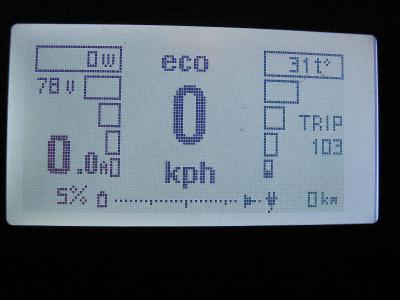 0w eco 31t°
78V 0
TRIP
0.0A 103
kph
5% 0km